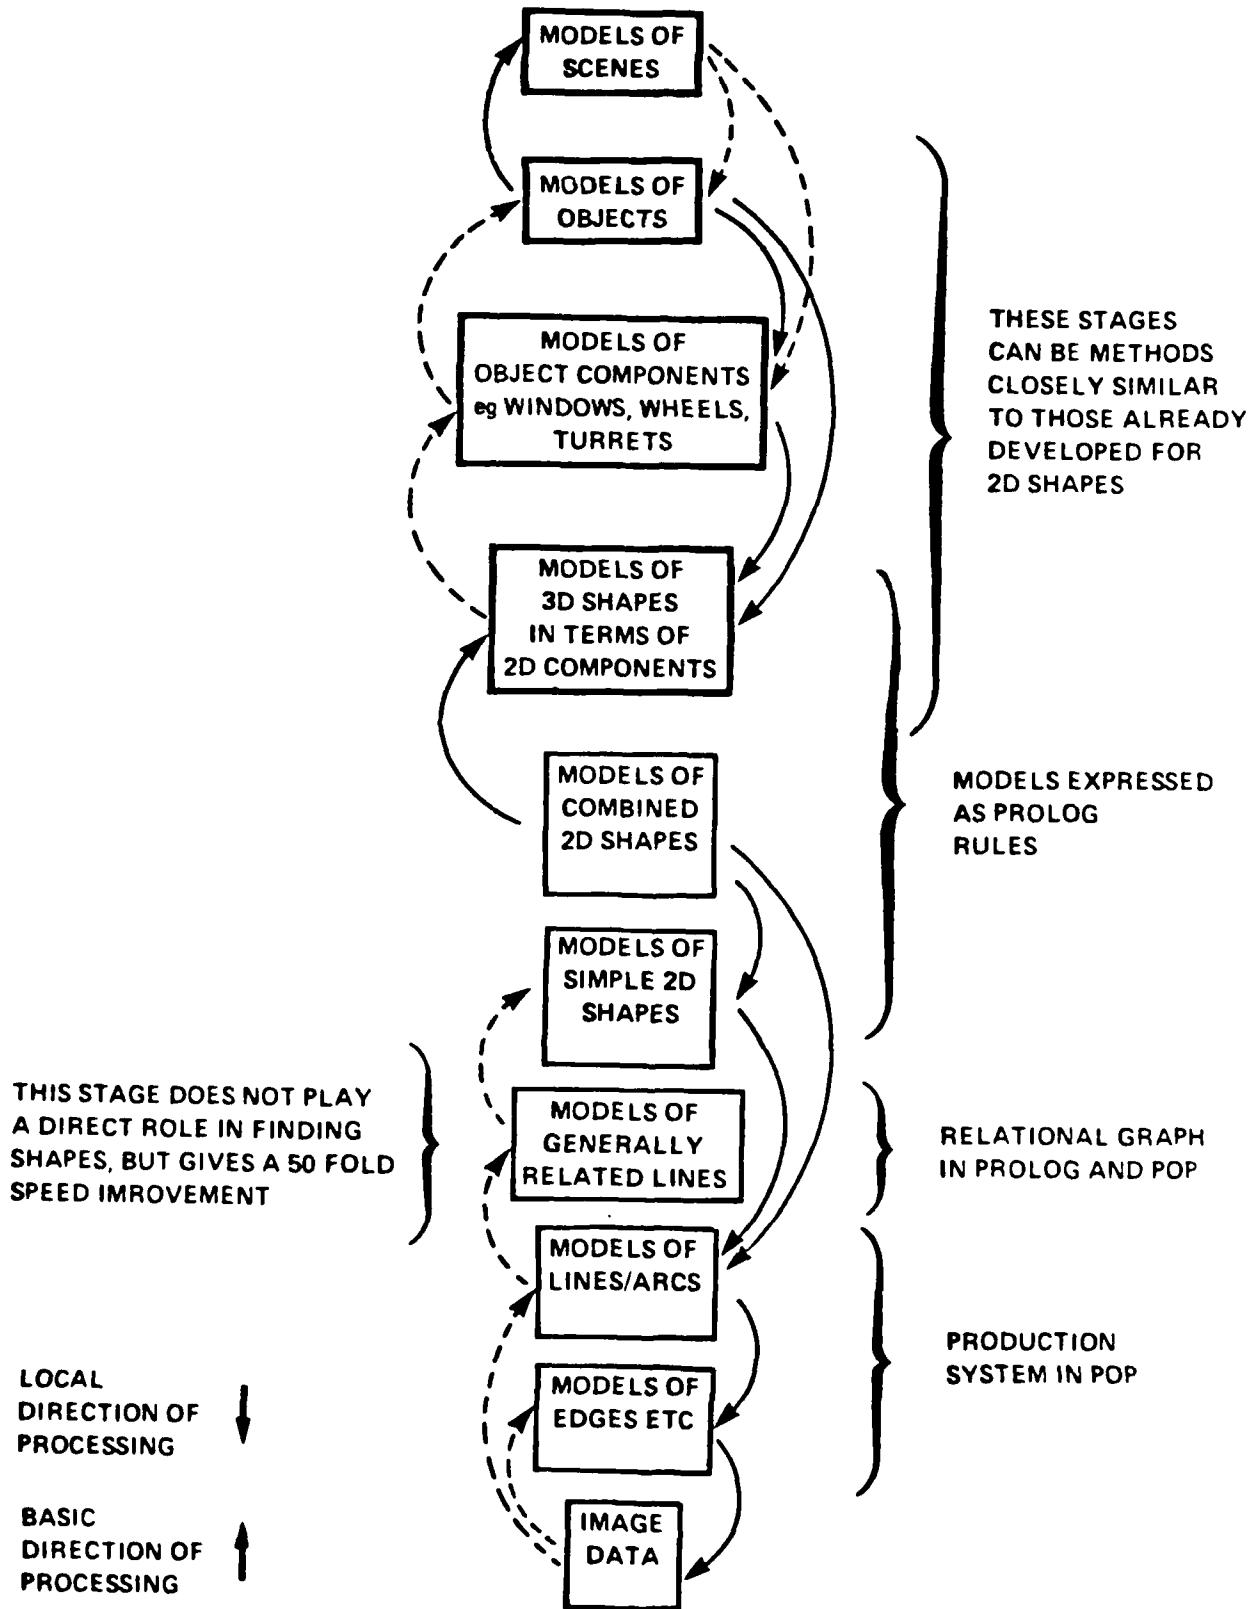 MODELS OF
SCENES
MODELS OF
OBJECTS
MODELS OF
OBJECT COMPONENTS
eg WINDOWS, WHEELS,
TURRETS
THESE STAGES
CAN BE METHODS
CLOSELY SIMILAR
TO THOSE ALREADY
DEVELOPED FOR
2D SHAPES
MODELS OF
3D SHAPES
IN TERMS OF
2D COMPONENTS
MODELS OF
COMBINED
2D SHAPES
MODELS EXPRESSED
AS PROLOG
RULES
MODELS OF
SIMPLE 2D
SHAPES
THIS STAGE DOES NOT PLAY
A DIRECT ROLE IN FINDING
SHAPES, BUT GIVES A 50 FOLD
SPEED IMROVEMENT
MODELS OF
GENERALLY
RELATED LINES
RELATIONAL GRAPH
IN PROLOG AND POP
MODELS OF
LINES/ARCS
PRODUCTION
SYSTEM IN POP
MODELS OF
EDGES ETC
LOCAL
DIRECTION OF
PROCESSING
IMAGE
DATA
BASIC
DIRECTION OF
PROCESSING